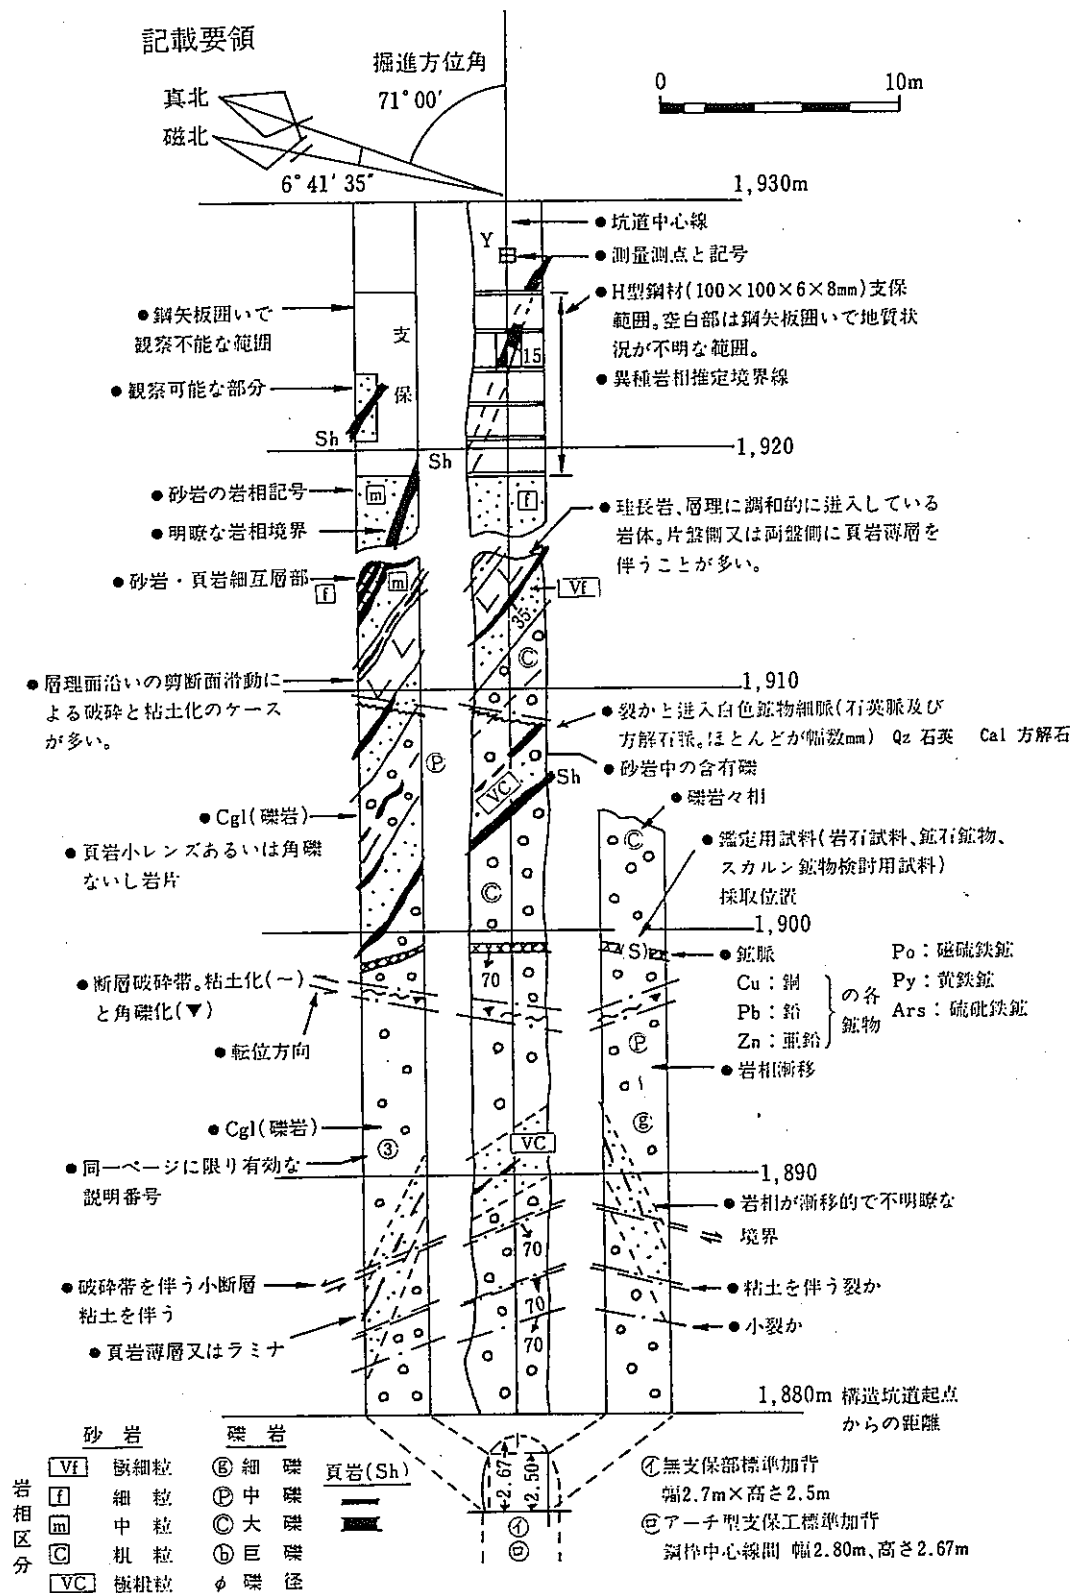 記載要領
掘進方位角
71°00′
真北
磁北
6°41′35″
0 10m
1,930m
坑道中心線
Y
測量測点と記号
H型鋼材(100×100×6×8mm)支保
範囲。空白部は鋼矢板囲いで地質状
況が不明な範囲。
鋼矢板囲いで
観察不能な範囲
支
保
15
異種岩相推定境界線
観察可能な部分
Sh
1,920
Sh
砂岩の岩相記号
m
f
明瞭な岩相境界
珪長岩、層理に調和的に迸入している
岩体。片盤側又は両盤側に頁岩薄層を
伴うことが多い。
砂岩・頁岩細互層部
f
m
Vf
35
C
層理面沿いの剪断面滑動に
よる破砕と粘土化のケース
が多い。
1,910
裂かと迸入白色鉱物細脈(石英脈及び
方解石脈。ほとんどが幅数mm) Qz 石英 Cal 方解石
P
砂岩中の含有礫
VC
Sh
礫岩々相
Cgl(礫岩)
C
頁岩小レンズあるいは角礫
ないし岩片
鑑定用試料(岩石試料、鉱石鉱物、
スカルン鉱物検討用試料)
採取位置
C
1,900
(S)
鉱脈
Po：磁硫鉄鉱
70
断層破砕帯。粘土化(~)
と角礫化(▼)
Cu：銅
Pb：鉛
Zn：亜鉛
の各
鉱物
Py：黄鉄鉱
Ars：硫砒鉄鉱
転位方向
P
岩相漸移
g
Cgl(礫岩)
③
VC
同一ページに限り有効な
説明番号
1,890
岩相が漸移的で不明瞭な
境界
70
破砕帯を伴う小断層
粘土を伴う
粘土を伴う裂か
70
小裂か
頁岩薄層又はラミナ
70
1,880m 構造坑道起点
からの距離
岩相区分
砂岩
Vf 極細粒
f 細粒
m 中粒
C 粗粒
VC 極粗粒
礫岩
g 細礫
P 中礫
C 大礫
b 巨礫
φ 礫径
頁岩(Sh)
2.67
2.50
イ
ロ
イ無支保部標準加背
幅2.7m×高さ2.5m
ロアーチ型支保工標準加背
鋼枠中心線間 幅2.80m、高さ2.67m